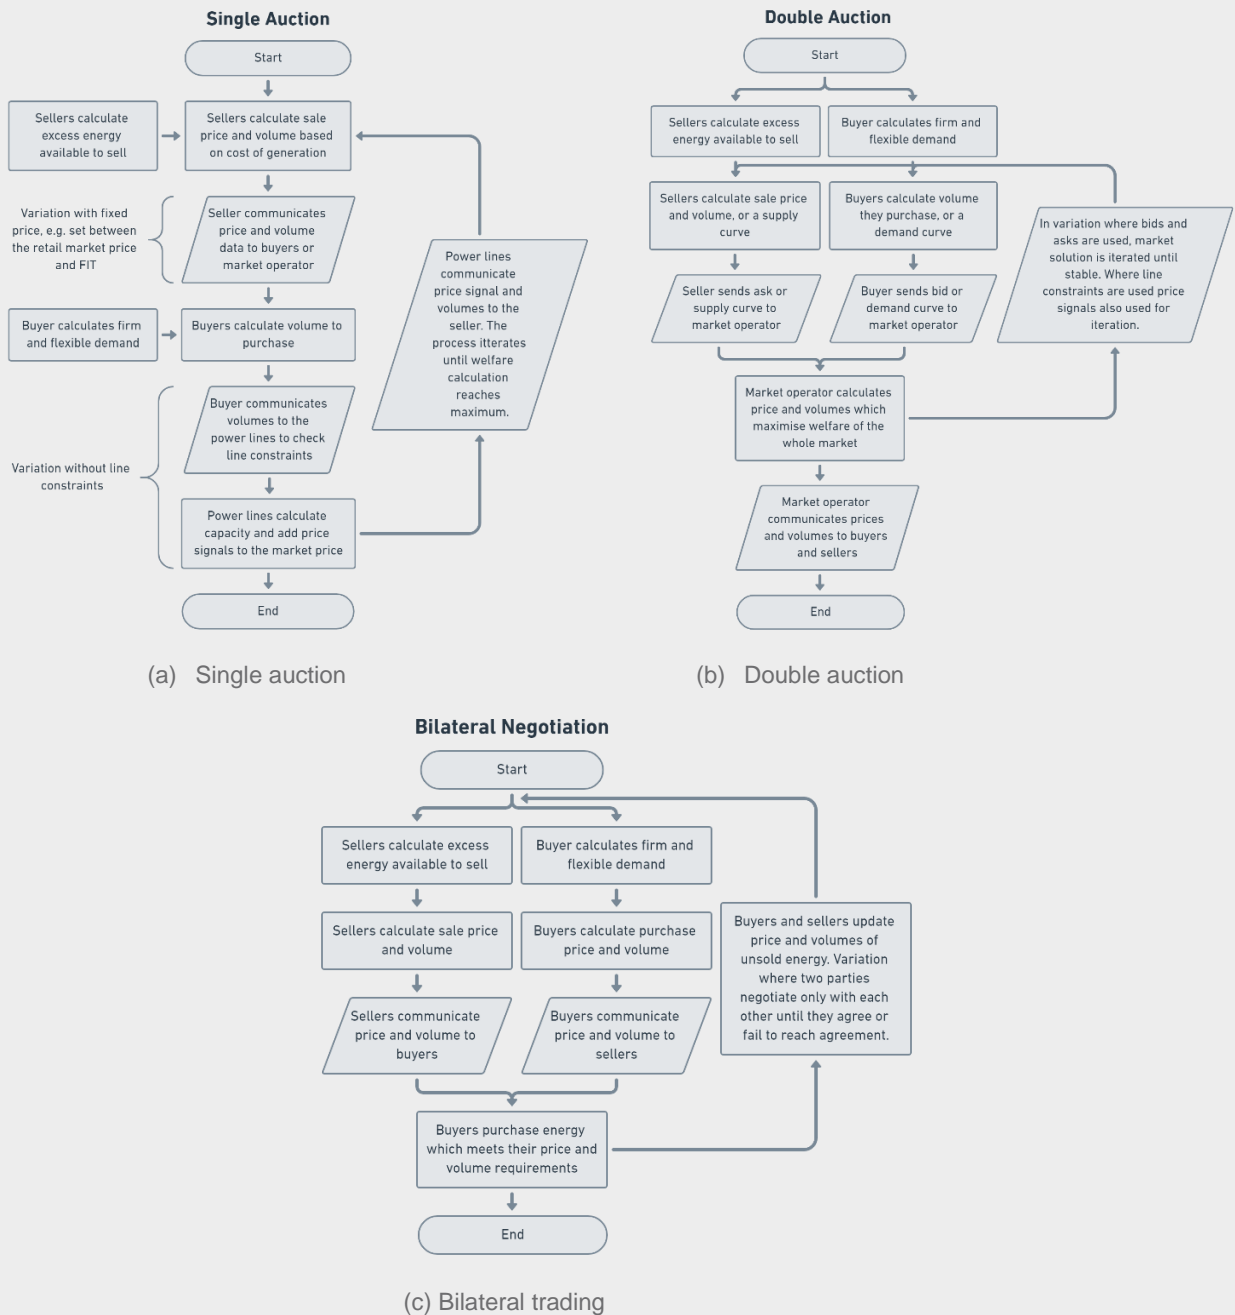 Single Auction
Start
Sellers calculate
excess energy
available to sell
Sellers calculate sale
price and volume based
on cost of generation
Variation with fixed
price, e.g. set between
the retail market price
and FIT
Seller communicates
price and volume
data to buyers or
market operator
Power lines
communicate
price signal and
volumes to the
seller. The
process itterates
until welfare
calculation
reaches
maximum.
Buyer calculates firm
and flexible demand
Buyers calculate volume to
purchase
Buyer communicates
volumes to the
power lines to check
line constraints
Variation without line
constraints
Power lines calculate
capacity and add price
signals to the market price
End
(a) Single auction
Double Auction
Start
Sellers calculate excess
energy available to sell
Buyer calculates firm and
flexible demand
Sellers calculate sale price
and volume, or a supply
curve
Buyers calculate volume
they purchase, or a
demand curve
In variation where bids and
asks are used, market
solution is iterated until
stable. Where line
constraints are used price
signals also used for
iteration.
Seller sends ask or
supply curve to
market operator
Buyer sends bid or
demand curve to
market operator
Market operator calculates
price and volumes which
maximise welfare of the
whole market
Market operator
communicates prices
and volumes to buyers
and sellers
End
(b) Double auction
Bilateral Negotiation
Start
Sellers calculate excess
energy available to sell
Buyer calculates firm and
flexible demand
Sellers calculate sale price
and volume
Buyers calculate purchase
price and volume
Buyers and sellers update
price and volumes of
unsold energy. Variation
where two parties
negotiate only with each
other until they agree or
fail to reach agreement.
Sellers communicate
price and volume to
buyers
Buyers communicate
price and volume to
sellers
Buyers purchase energy
which meets their price and
volume requirements
End
(c) Bilateral trading